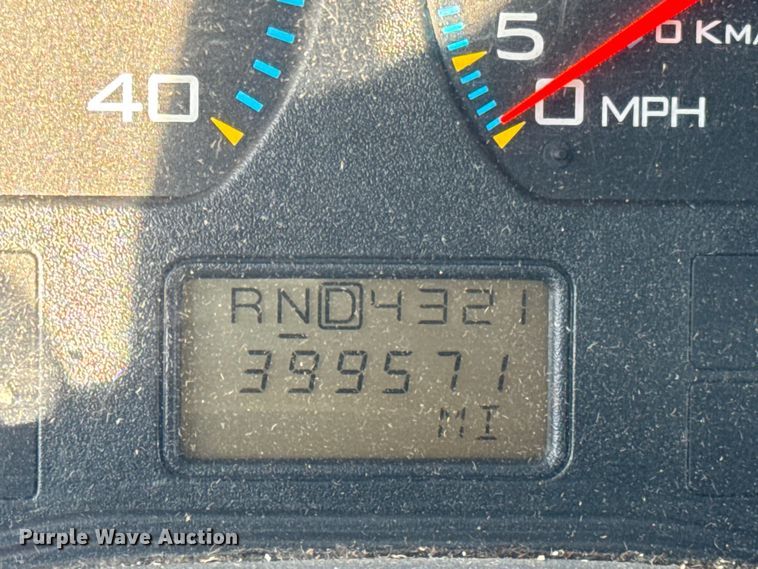 5
0 KM/
40
0 MPH
RND4321
399571
MI
Purple Wave Auction